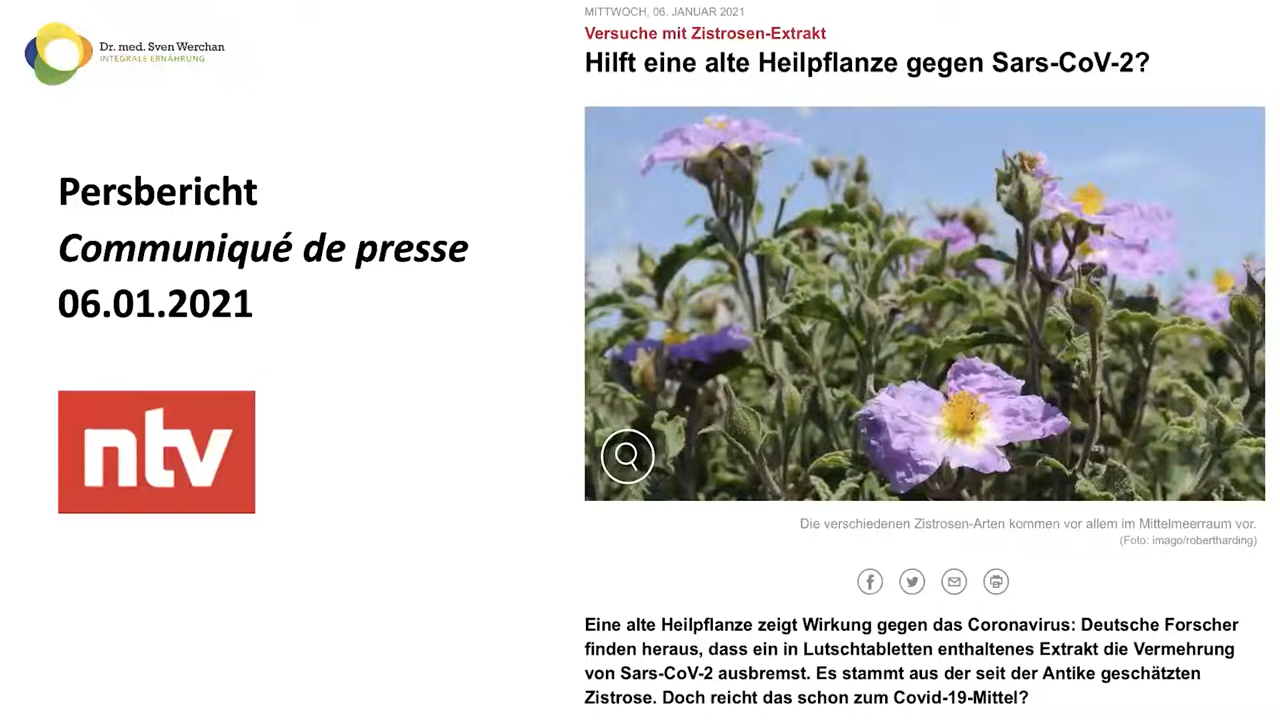 Dr. med. Sven Werchan
INTEGRALE ERNÄHRUNG
Persbericht
Communiqué de presse
06.01.2021
ntv
MITTWOCH, 06. JANUAR 2021
Versuche mit Zistrosen-Extrakt
Hilft eine alte Heilpflanze gegen Sars-CoV-2?
Die verschiedenen Zistrosen-Arten kommen vor allem im Mittelmeerraum vor.
(Foto: imago/robertharding)
Eine alte Heilpflanze zeigt Wirkung gegen das Coronavirus: Deutsche Forscher
finden heraus, dass ein in Lutschtabletten enthaltenes Extrakt die Vermehrung
von Sars-CoV-2 ausbremst. Es stammt aus der seit der Antike geschätzten
Zistrose. Doch reicht das schon zum Covid-19-Mittel?